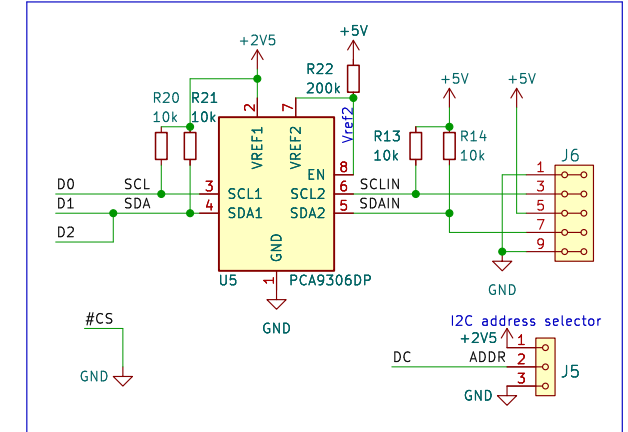 +5V
+2V5
R22
200k
+5V
+5V
R20
R21
10k
10k
2
7
Vref2
VREF1
VREF2
R13
R14
10k
10k
J6
EN
8
1
D0
SCL
3
SCL1
SCL2
6
SCLIN
3
D1
SDA
4
SDA1
SDA2
5
SDAIN
5
D2
7
GND
9
U5
1
PCA9306DP
GND
GND
#CS
I2C address selector
+2V5
1
DC
ADDR
2
J5
GND
3
GND